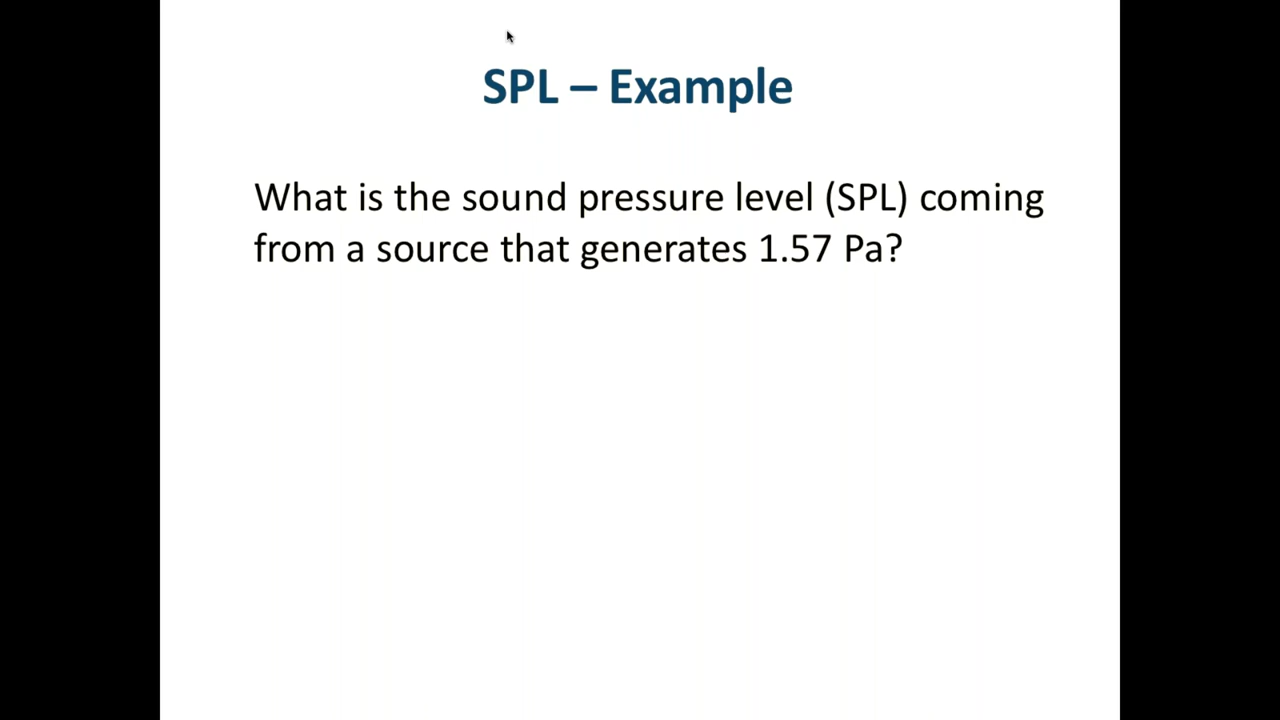 SPL – Example
What is the sound pressure level (SPL) coming
from a source that generates 1.57 Pa?